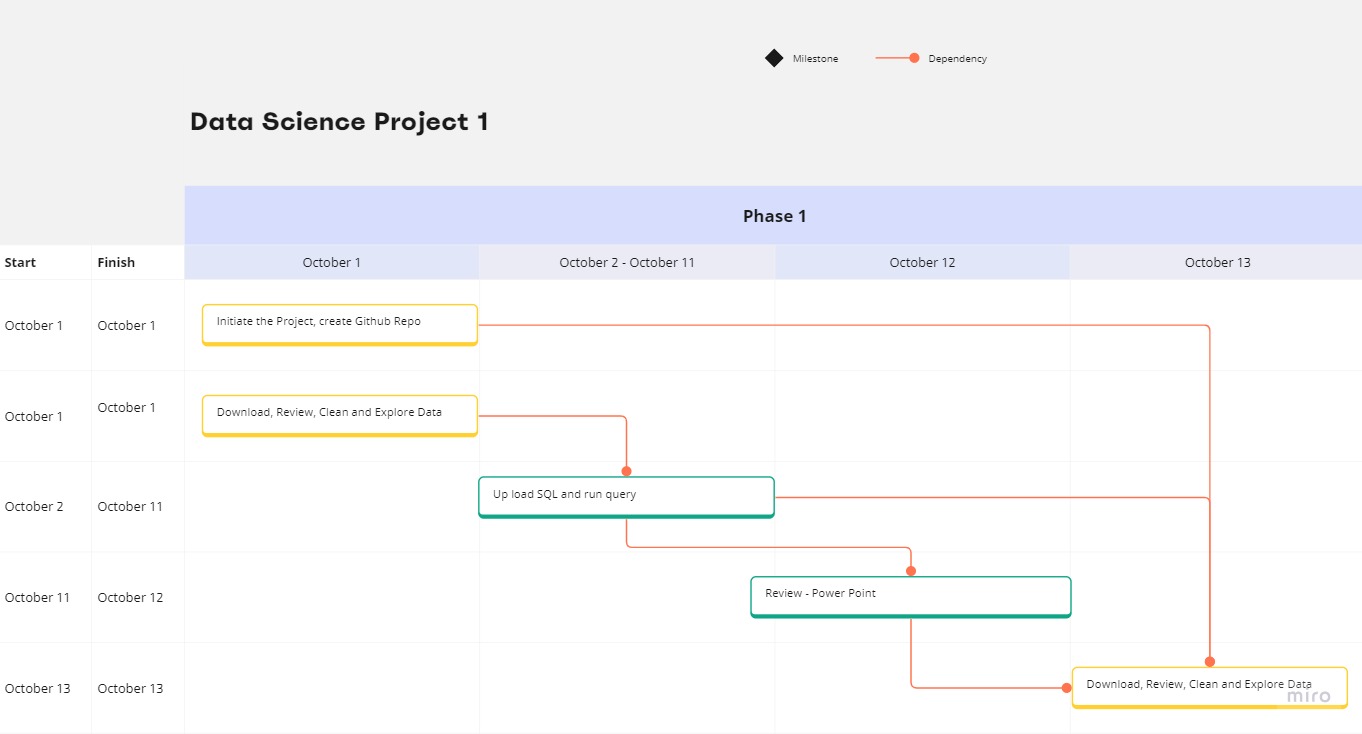 Milestone
Dependency
Data Science Project 1
Phase 1
Start
Finish
October 1
October 2 - October 11
October 12
October 13
October 1
October 1
Initiate the Project, create Github Repo
October 1
October 1
Download, Review, Clean and Explore Data
October 2
October 11
Up load SQL and run query
October 11
October 12
Review - Power Point
October 13
October 13
Download, Review, Clean and Explore Data
miro